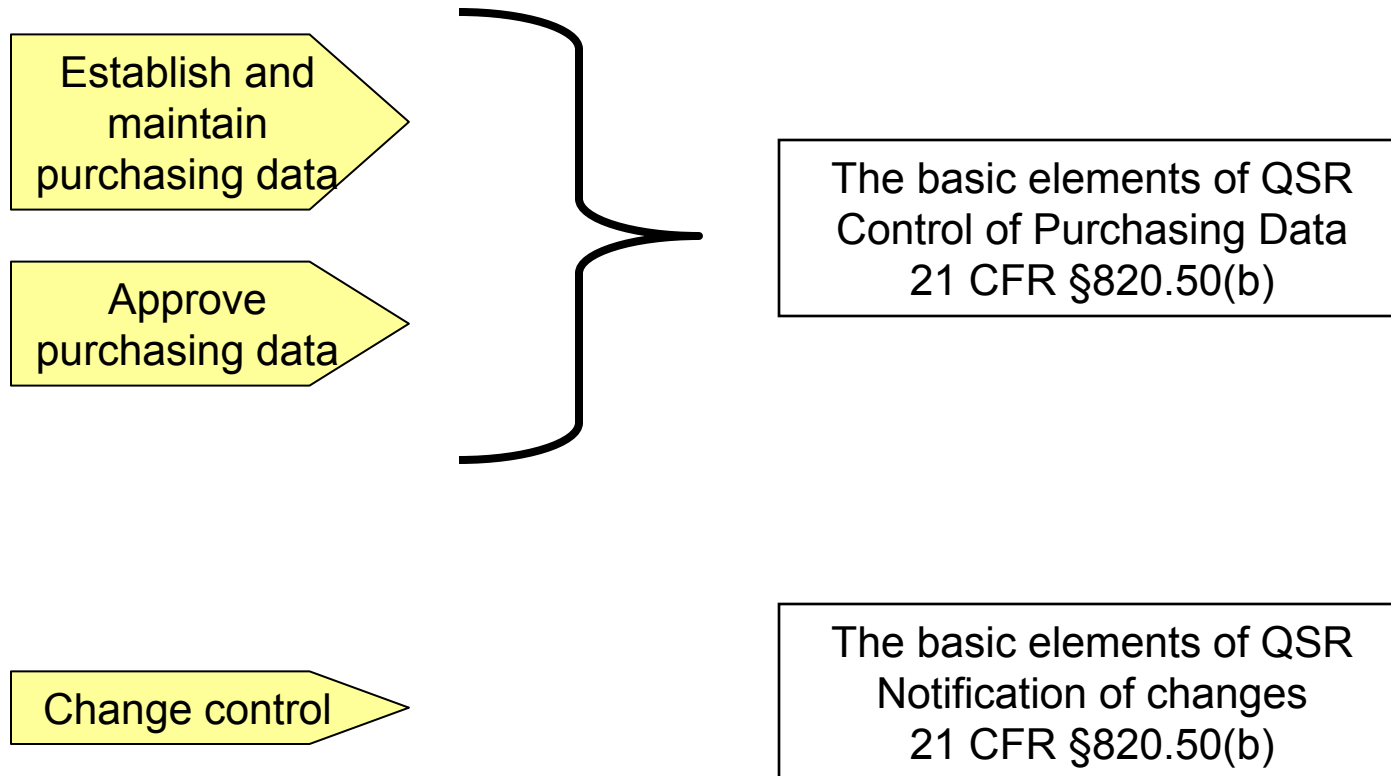 Establish and
maintain
purchasing data
The basic elements of QSR
Control of Purchasing Data
21 CFR §820.50(b)
Approve
purchasing data
The basic elements of QSR
Notification of changes
21 CFR §820.50(b)
Change control